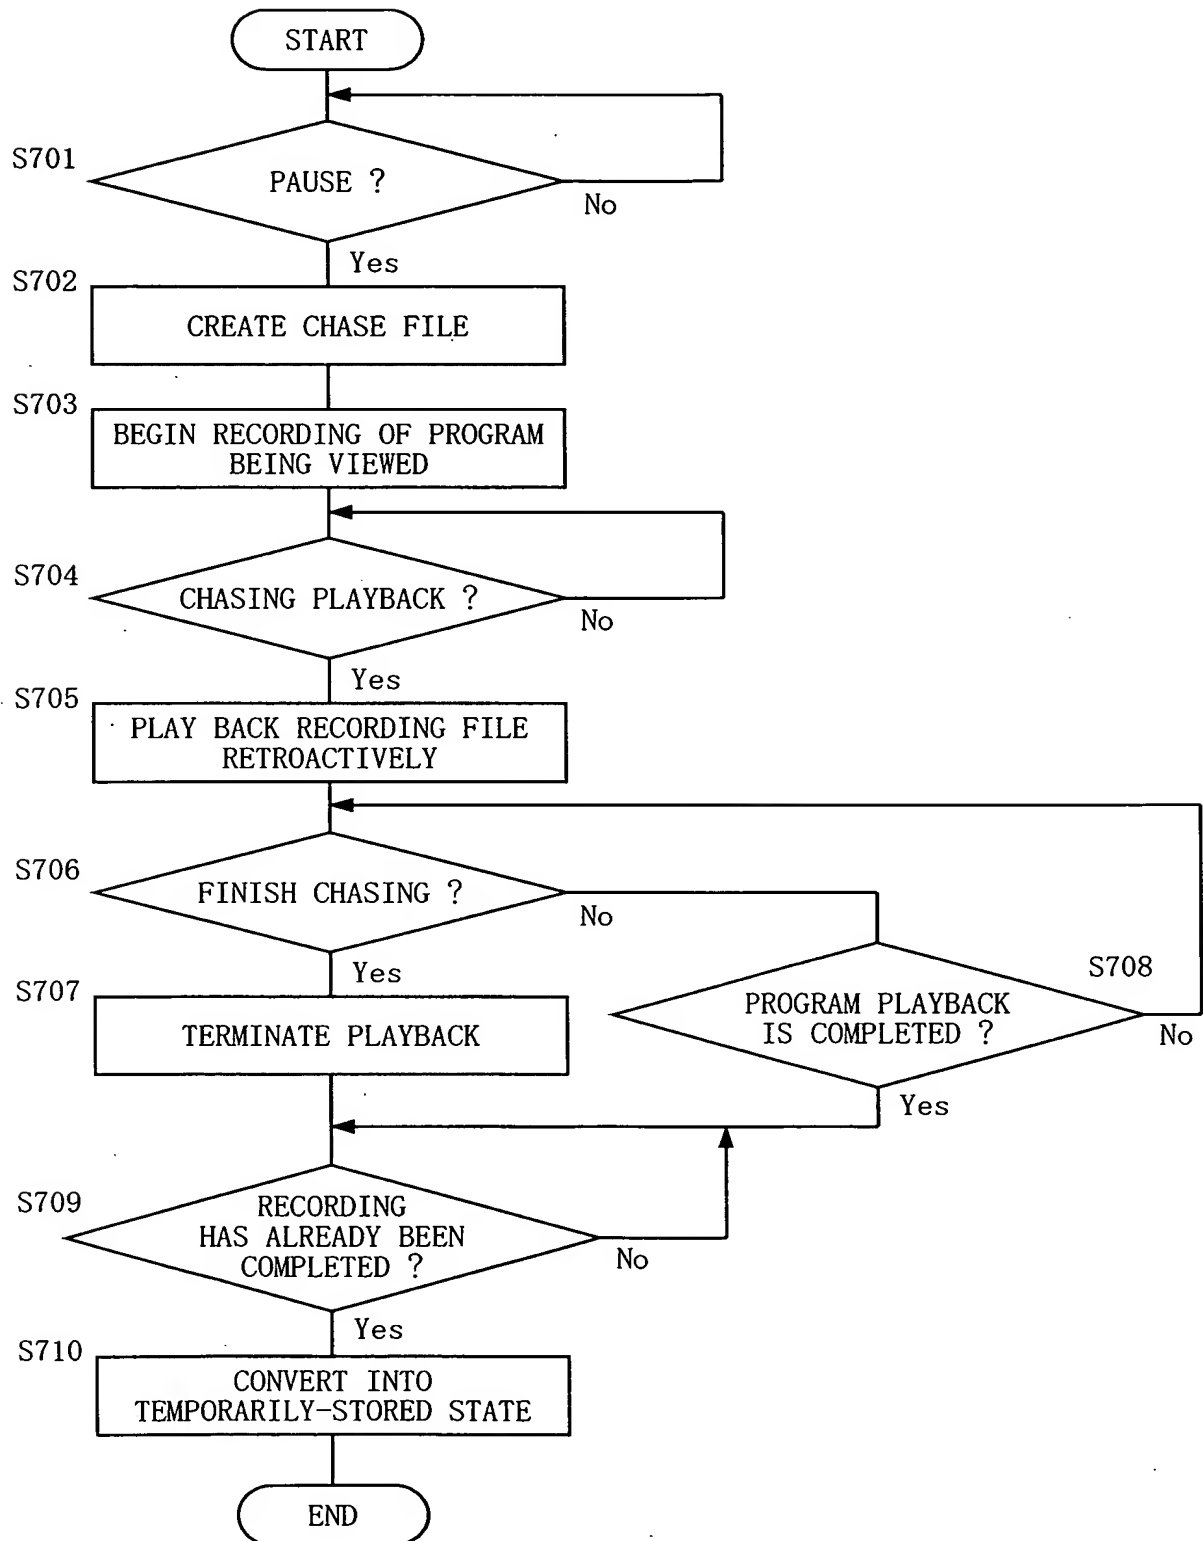 START
S701
PAUSE ?
No
Yes
S702
CREATE CHASE FILE
S703
BEGIN RECORDING OF PROGRAM
BEING VIEWED
S704
CHASING PLAYBACK ?
No
Yes
S705
PLAY BACK RECORDING FILE
RETROACTIVELY
S706
FINISH CHASING ?
No
Yes
S708
PROGRAM PLAYBACK
IS COMPLETED ?
No
Yes
S707
TERMINATE PLAYBACK
S709
RECORDING
HAS ALREADY BEEN
COMPLETED ?
No
Yes
S710
CONVERT INTO
TEMPORARILY-STORED STATE
END